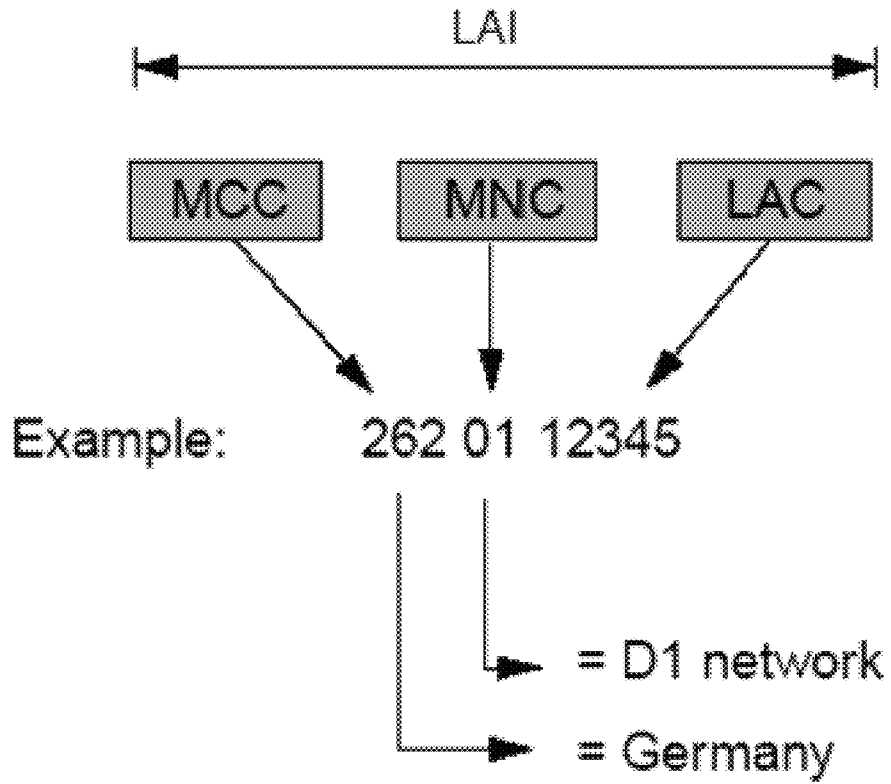 LAI
MCC MNC LAC
Example: 262 01 12345
= D1 network
= Germany